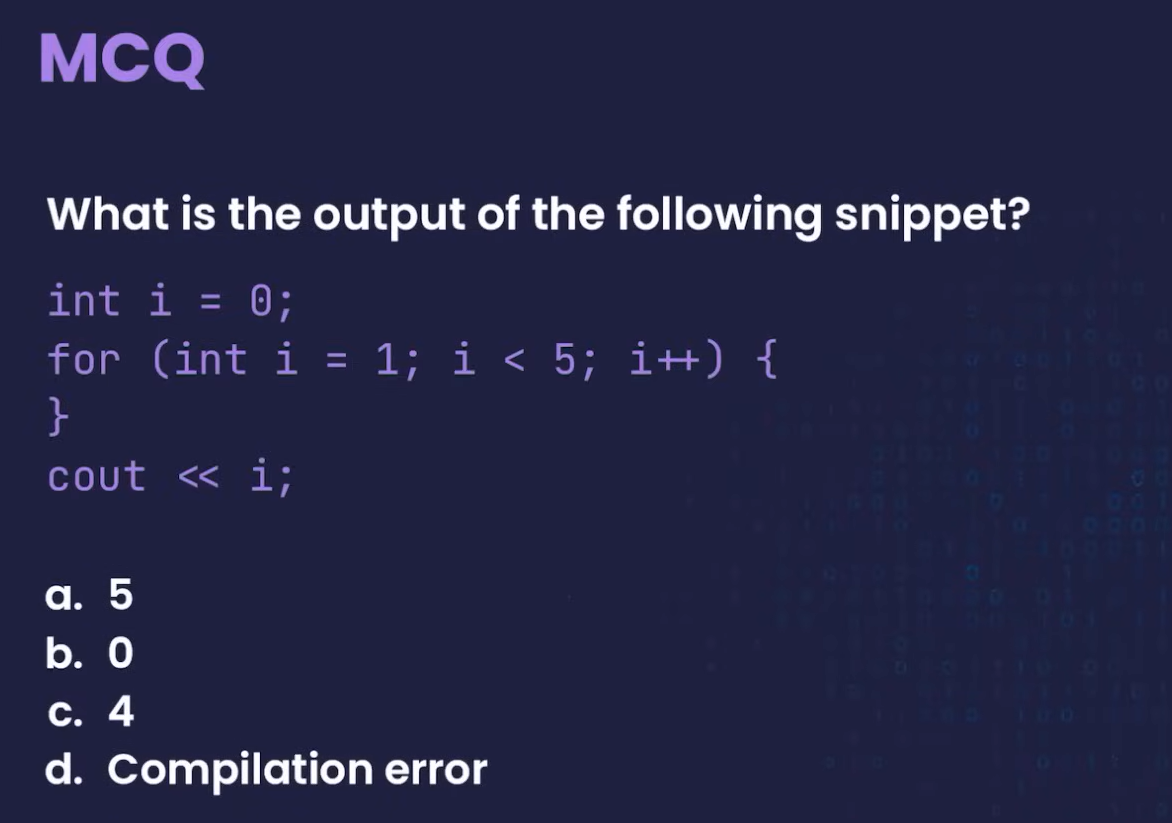 MCQ
What is the output of the following snippet?
int i = 0;
for (int i = 1; i < 5; i++) {
}
cout << i;
a. 5
b. 0
c. 4
d. Compilation error